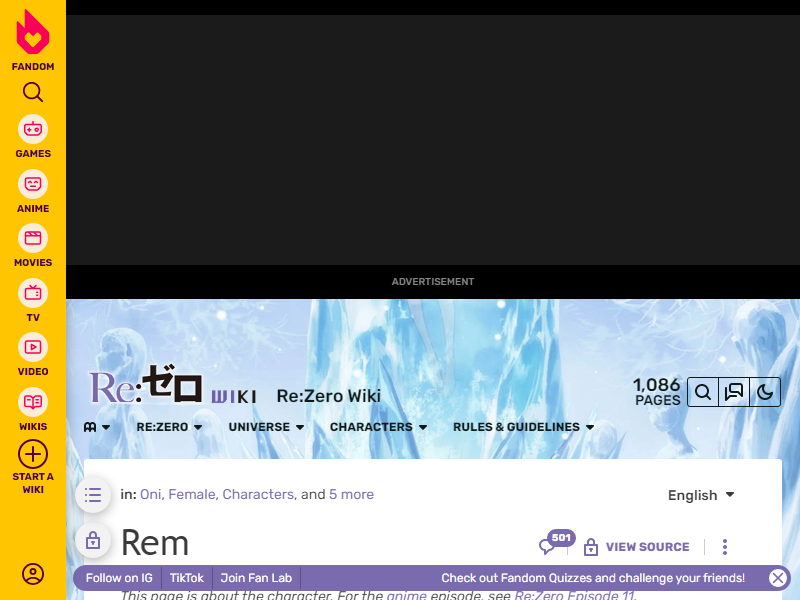 FANDOM
GAMES
ANIME
MOVIES
TV
VIDEO
WIKIS
START A
WIKI
ADVERTISEMENT
Re:ゼロ WIKI
Re:Zero Wiki
1,086
PAGES
RE:ZERO
UNIVERSE
CHARACTERS
RULES & GUIDELINES
in: Oni, Female, Characters, and 5 more
English
Rem
501
VIEW SOURCE
Follow on IG
TikTok
Join Fan Lab
Check out Fandom Quizzes and challenge your friends!
This page is about the character. For the anime episode, see Re:Zero Episode 11.